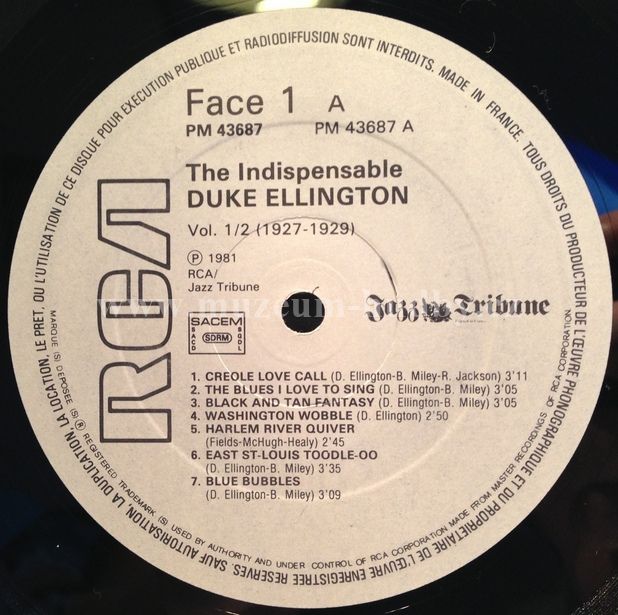 TOUS DROITS DU PRODUCTEUR DE L'ŒUVRE PHONOGRAPHIQUE ET DU PROPRIETAIRE DE L'ŒUVRE ENREGISTREE RESERVES. SAUF AUTORISATION, LA DUPLICATION, LA LOCATION, LE PRET, OU L'UTILISATION DE CE DISQUE POUR EXECUTION PUBLIQUE ET RADIODIFFUSION SONT INTERDITS. MADE IN FRANCE.
Face 1 A
PM 43687 PM 43687 A
The Indispensable
DUKE ELLINGTON
Vol. 1/2 (1927-1929)
Ⓟ 1981
RCA/
Jazz Tribune
RCA
Jazz Tribune
SACEM
SDRM
1. CREOLE LOVE CALL (D. Ellington-B. Miley-R. Jackson) 3'11
2. THE BLUES I LOVE TO SING (D. Ellington-B. Miley) 3'05
3. BLACK AND TAN FANTASY (D. Ellington-B. Miley) 3'05
4. WASHINGTON WOBBLE (D. Ellington) 2'50
5. HARLEM RIVER QUIVER
(Fields-McHugh-Healy) 2'45
6. EAST ST-LOUIS TOODLE-OO
(D. Ellington-B. Miley) 3'35
7. BLUE BUBBLES
(D. Ellington-B. Miley) 3'09
MARQUE (S) DEPOSEE (S) ® REGISTERED TRADEMARK (S) USED BY AUTHORITY AND UNDER CONTROL OF RCA CORPORATION MADE FROM MASTER RECORDINGS OF RCA CORPORATION.